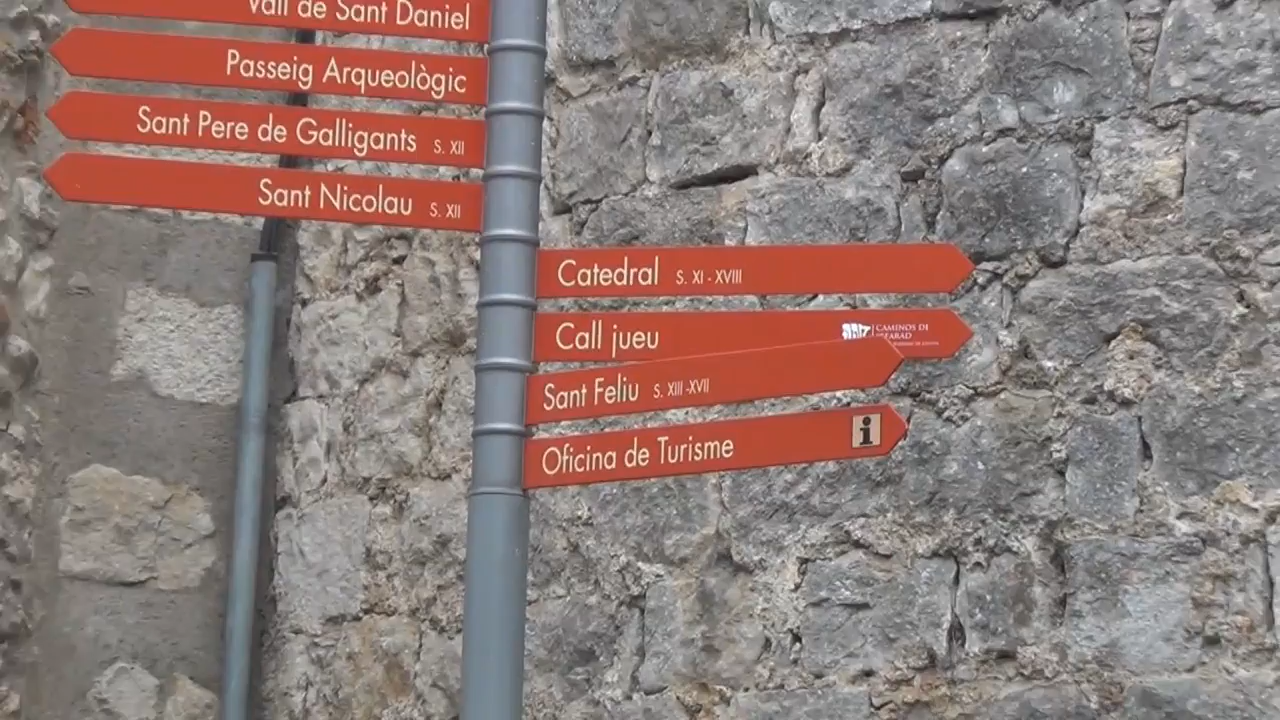 Vall de Sant Daniel
Passeig Arqueològic
Sant Pere de Galligants S. XII
Sant Nicolau S. XII
Catedral S. XI - XVIII
Call jueu
CAMINOS DE
Sant Feliu S. XIII -XVII
Oficina de Turisme i